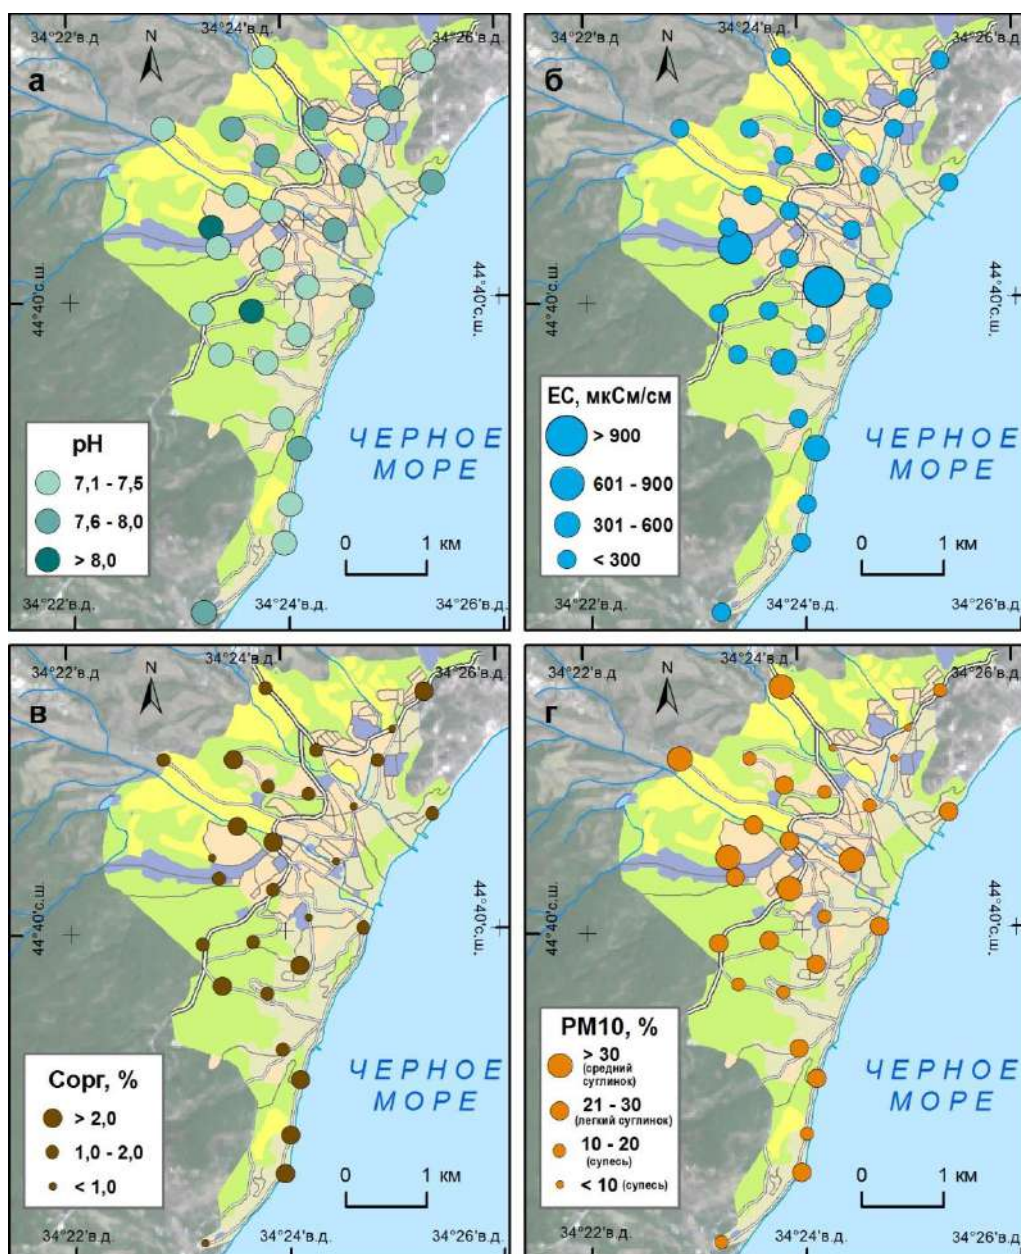 34°22'в.д.
34°24'в.д.
34°26'в.д.
N
а
44°40'с.ш.
44°40'с.ш.
ЧЕРНОЕ
МОРЕ
pH
7,1 - 7,5
7,6 - 8,0
> 8,0
0 1 км
34°22'в.д.
34°24'в.д.
34°26'в.д.
34°22'в.д.
34°24'в.д.
34°26'в.д.
N
б
44°40'с.ш.
44°40'с.ш.
ЕС, мкСм/см
> 900
601 - 900
301 - 600
< 300
ЧЕРНОЕ
МОРЕ
0 1 км
34°22'в.д.
34°24'в.д.
34°26'в.д.
34°22'в.д
34°24'в.д.
34°26'в.д.
N
в
44°40'с.ш.
44°40'с.ш.
ЧЕРНОЕ
МОРЕ
Сорг, %
> 2,0
1,0 - 2,0
< 1,0
0 1 км
34°22'в.д.
34°24'в.д.
34°26'в.д.
34°22'в.д.
34°24'в.д.
34°26'в.д.
N
г
44°40'с.ш.
44°40'с.ш.
PM10, %
> 30
(средний
суглинок)
21 - 30
(легкий суглинок)
10 - 20
(супесь)
< 10 (супесь)
ЧЕРНОЕ
МОРЕ
0 1 км
34°22'в.д.
34°24'в.д.
34°26'в.д.